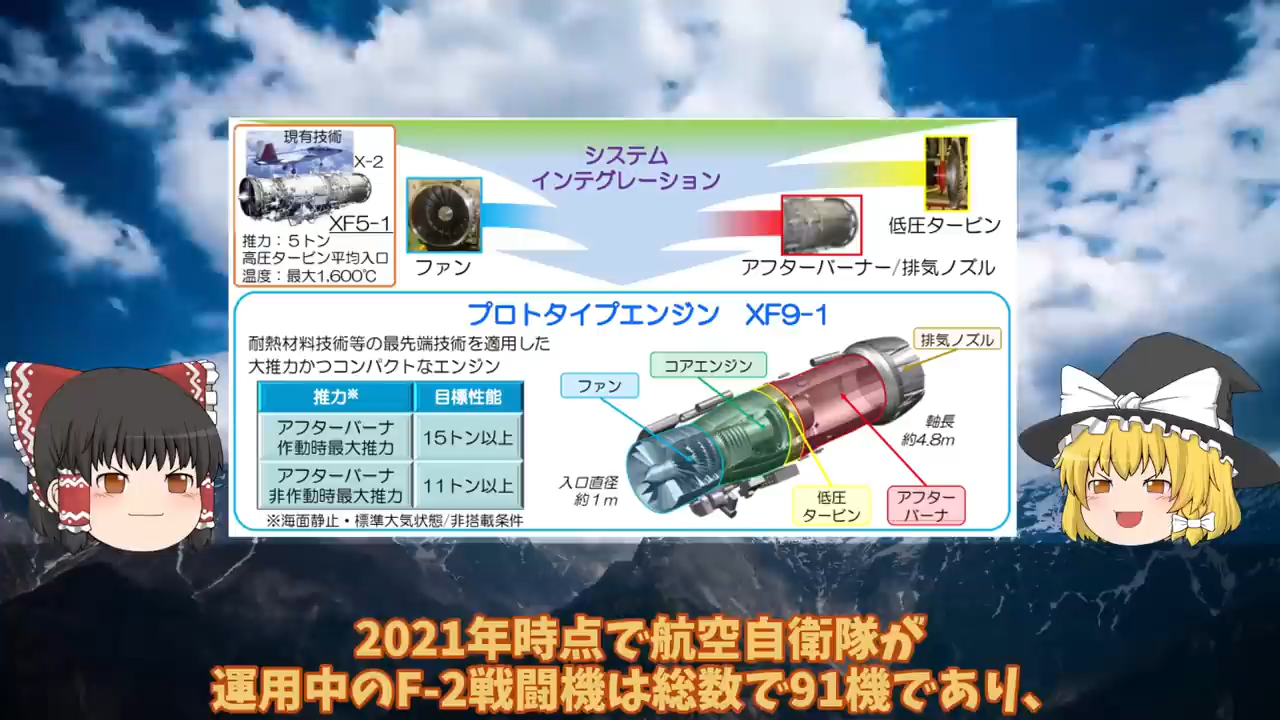 現有技術
X-2
XF5-1
推力：５トン
高圧タービン平均入口
温度：最大1,600℃
ファン
システム
インテグレーション
低圧タービン
アフターバーナー/排気ノズル
プロトタイプエンジン　XF9-1
耐熱材料技術等の最先端技術を適用した
大推力かつコンパクトなエンジン
推力※
目標性能
アフターバーナ
作動時最大推力
15トン以上
アフターバーナ
非作動時最大推力
11トン以上
※海面静止・標準大気状態/非搭載条件
ファン
コアエンジン
排気ノズル
軸長
約4.8m
入口直径
約１ｍ
低圧
タービン
アフター
バーナ
2021年時点で航空自衛隊が
運用中のF-2戦闘機は総数で91機であり、